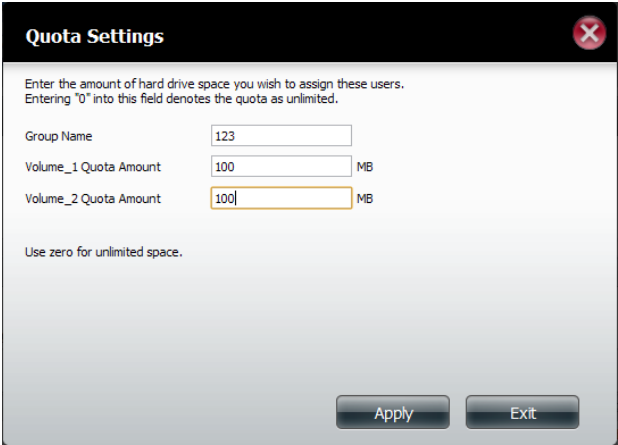 Quota Settings
Enter the amount of hard drive space you wish to assign these users.
Entering "0" into this field denotes the quota as unlimited.
Group Name 123
Volume_1 Quota Amount 100 MB
Volume_2 Quota Amount 100 MB
Use zero for unlimited space.
Apply Exit